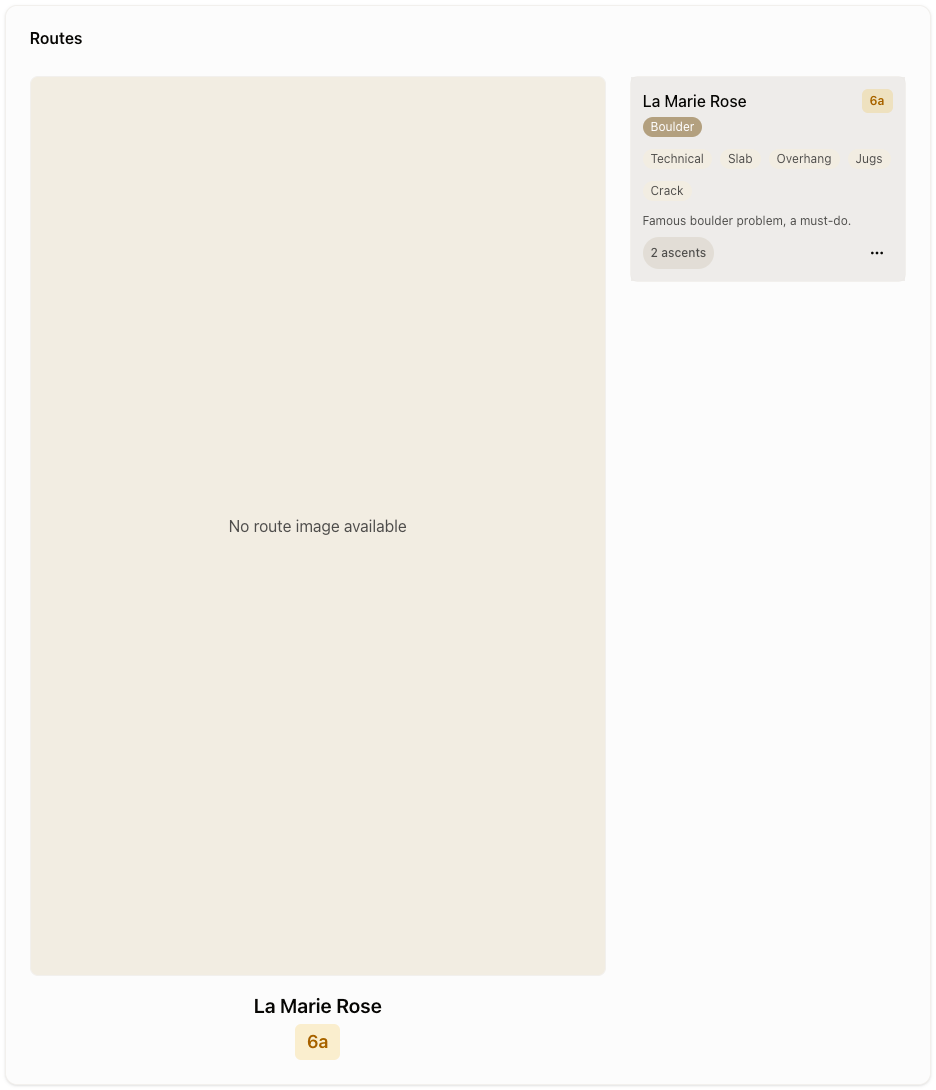 Routes
No route image available
La Marie Rose
6a
La Marie Rose 6a
Boulder
Technical Slab Overhang Jugs
Crack
Famous boulder problem, a must-do.
2 ascents